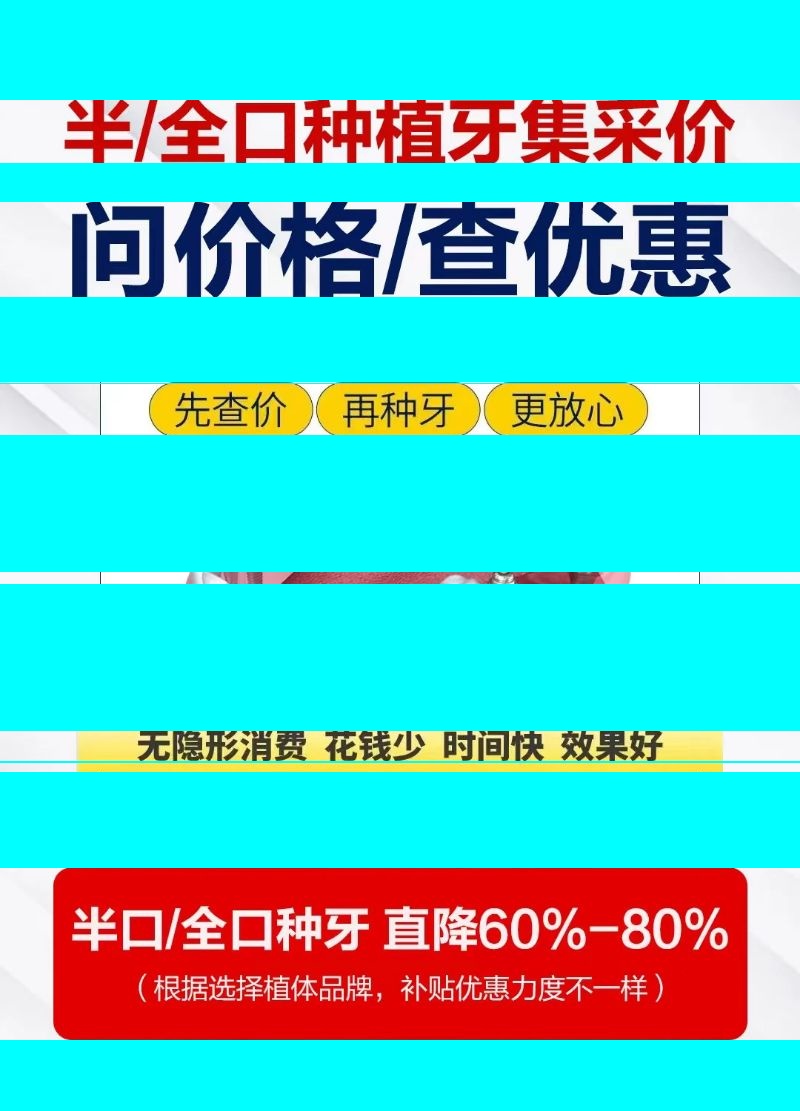 半/全口种植牙集采价
问价格/查优惠
先查价 再种牙 更放心
无隐形消费 花钱少 时间快 效果好
半口/全口种牙 直降60%-80%
（根据选择植体品牌，补贴优惠力度不一样）